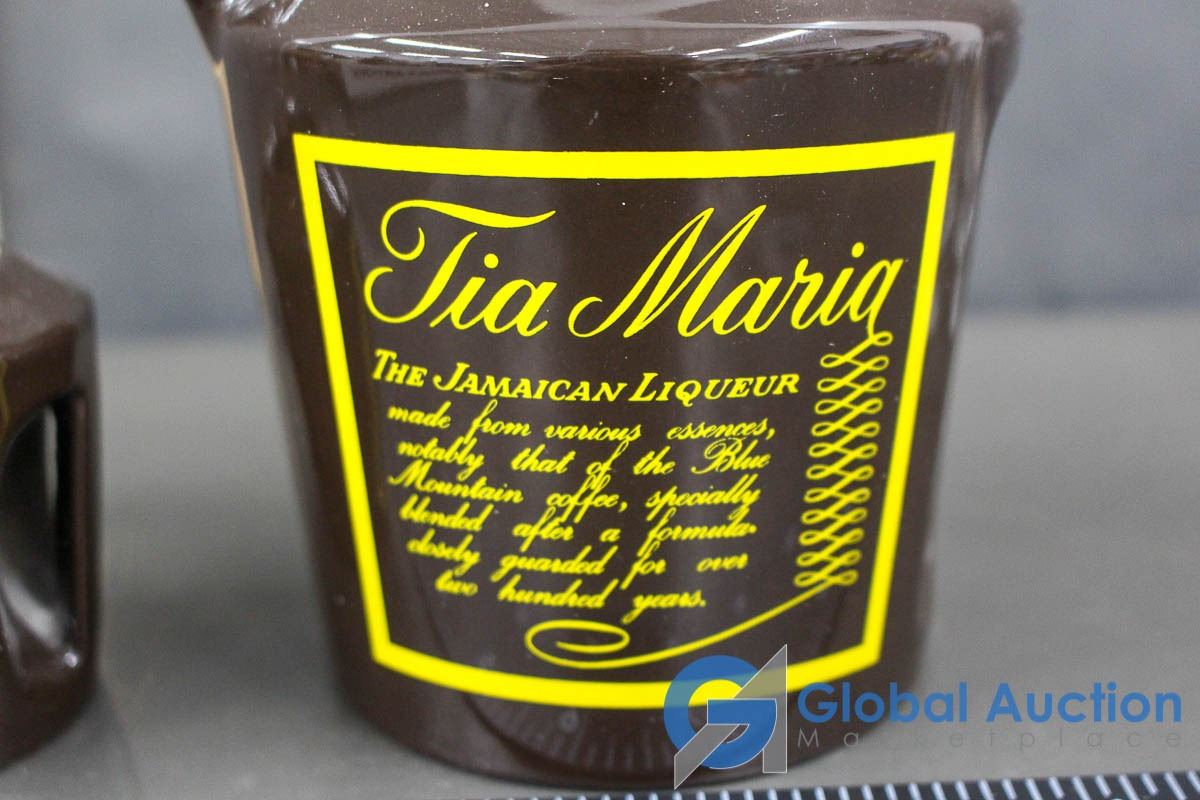 Tia Maria
THE JAMAICAN LIQUEUR
made from various essences,
notably that of the Blue
Mountain coffee, specially
blended after a formula
closely guarded for over
two hundred years.
Global Auction
Marketplace